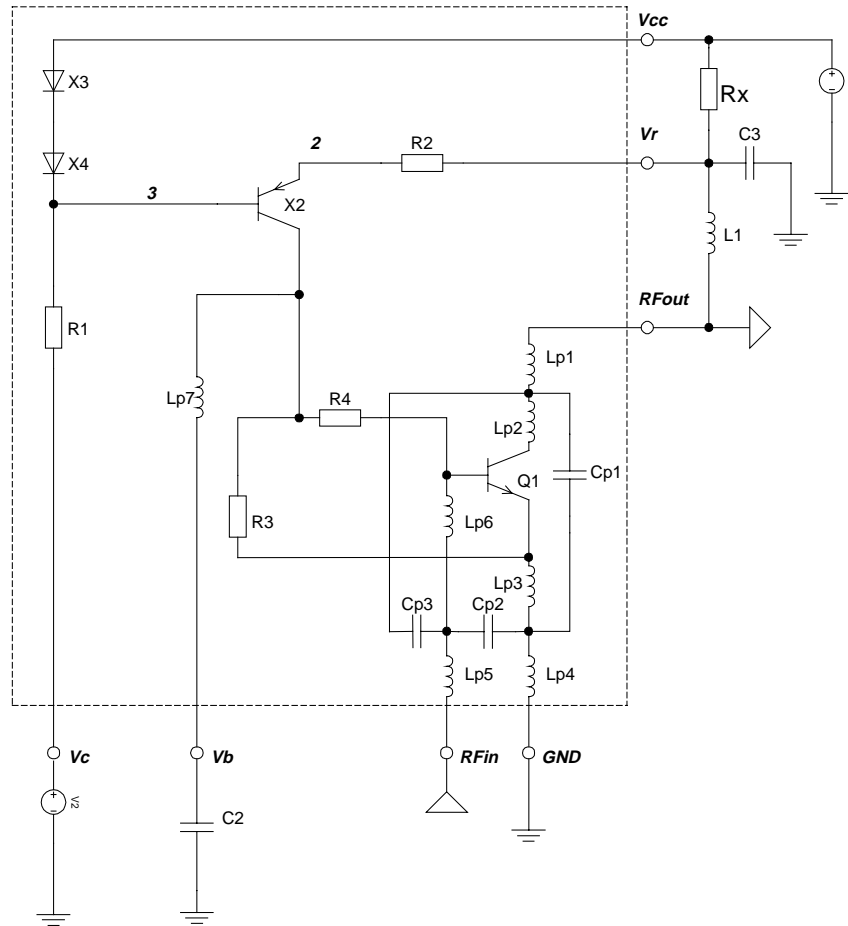 Vcc
X3
Rx
2
R2
Vr
C3
X4
3
X2
L1
RFout
R1
Lp1
Lp7
R4
Lp2
Q1
Cp1
R3
Lp6
Lp3
Cp3
Cp2
Lp5
Lp4
Vc
Vb
RFin
GND
V2
C2